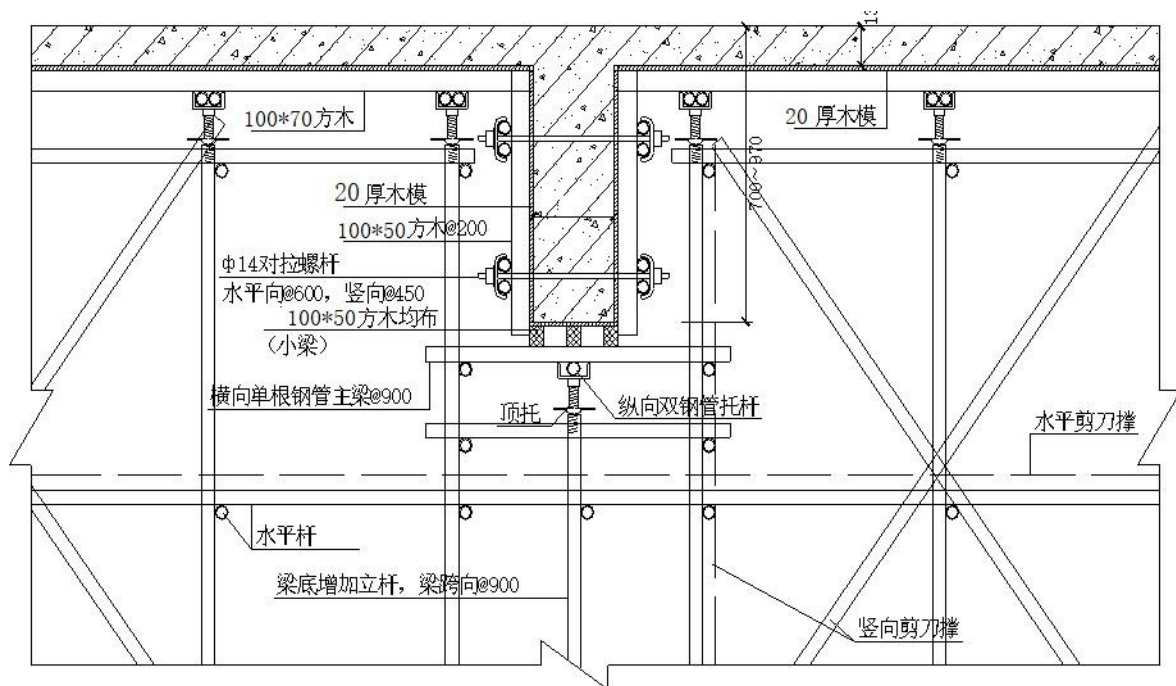 100*70方木
20 厚木模
700~970
20 厚木模
100*50方木@200
Φ14对拉螺杆
水平向@600，竖向@450
100*50方木均布
（小梁）
横向单根钢管主梁@900
顶托
纵向双钢管托杆
水平剪刀撑
水平杆
梁底增加立杆，梁跨向@900
竖向剪刀撑